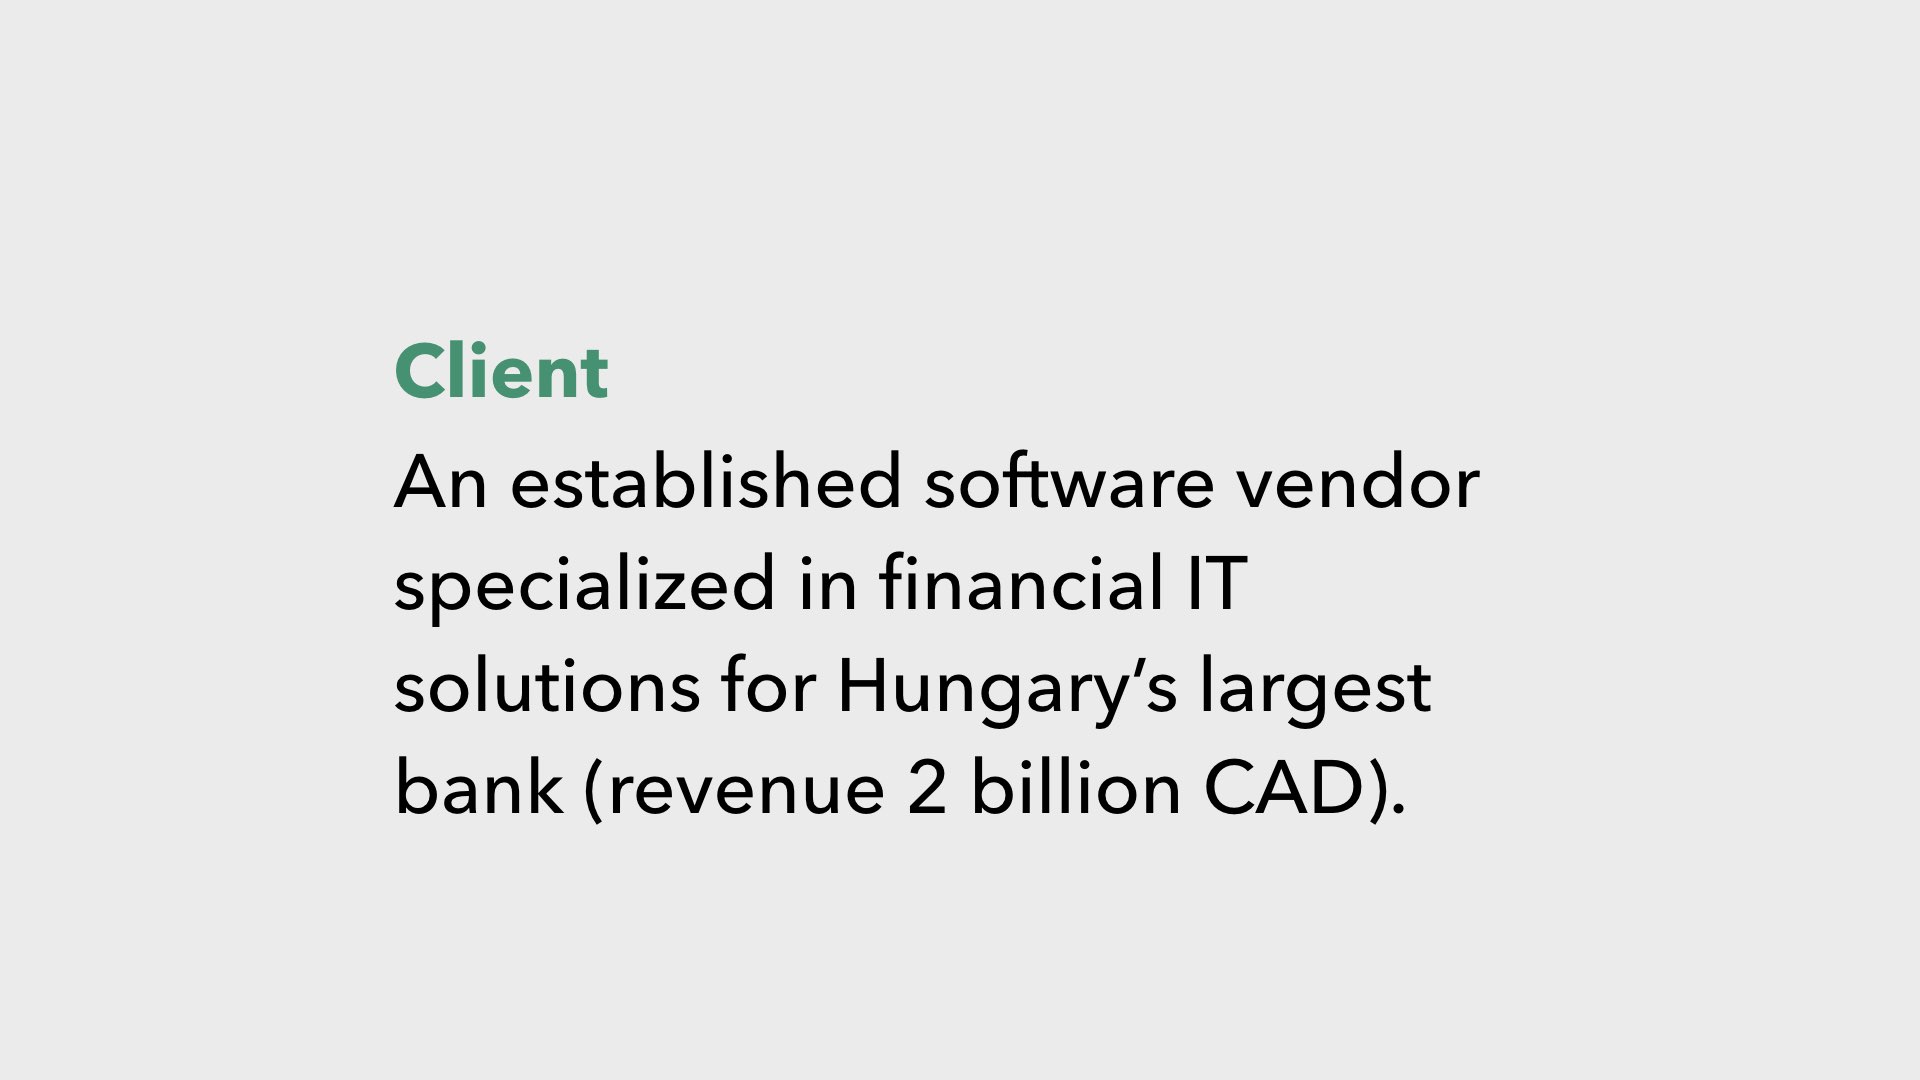 Client
An established software vendor
specialized in financial IT
solutions for Hungary’s largest
bank (revenue 2 billion CAD).